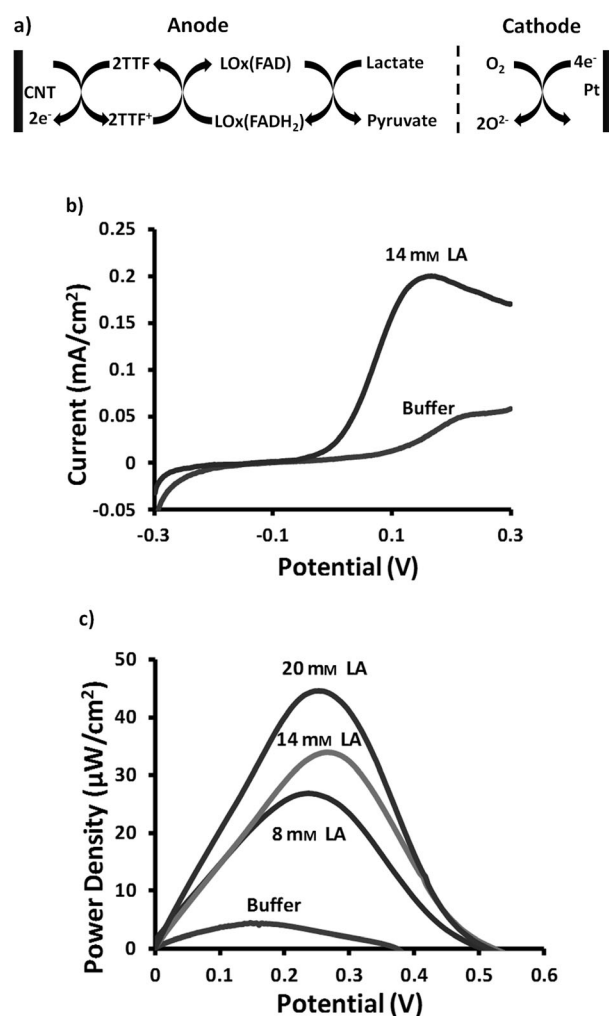 a) Anode Cathode
CNT 2TTF LOx(FAD) Lactate O₂ 4e⁻
Pt
2e⁻ 2TTF⁺ LOx(FADH₂) Pyruvate 2O²⁻
b)
14 mM LA
Buffer
Current (mA/cm²)
0.25
0.2
0.15
0.1
0.05
0
-0.05
-0.3 -0.1 0.1 0.3
Potential (V)
c)
20 mM LA
14 mM LA
8 mM LA
Buffer
Power Density (µW/cm²)
50
40
30
20
10
0
0 0.1 0.2 0.3 0.4 0.5 0.6
Potential (V)